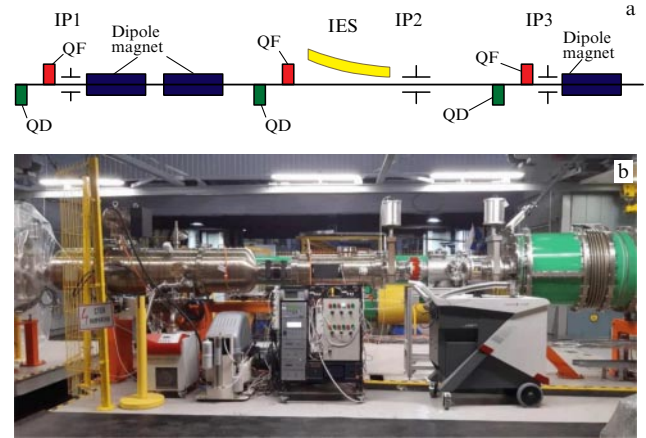 a
IP1
IES
IP2
IP3
QF
Dipole
magnet
QF
QF
Dipole
magnet
QD
QD
QD
b